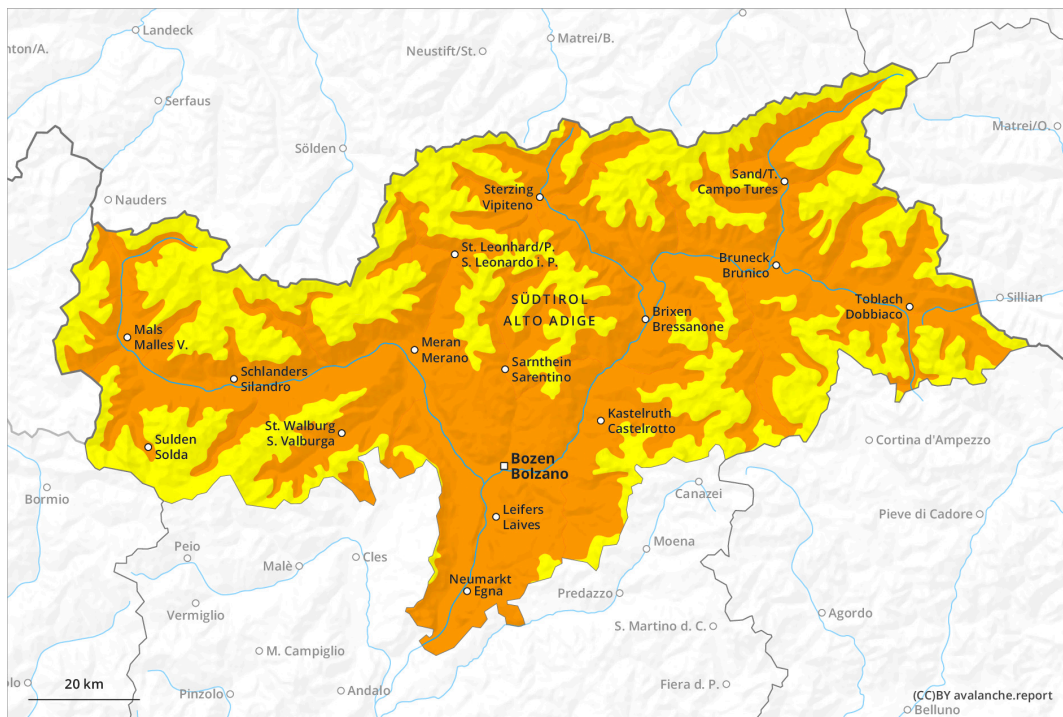 Landeck
Matrei/B.
nton/A.
Neustift/St.
Serfaus
Matrei/O.
Sölden
Sand/T.
Campo Tures
Nauders
Sterzing
Vipiteno
St. Leonhard/P.
S. Leonardo i. P.
Bruneck
Brunico
SÜDTIROL
ALTO ADIGE
Toblach
Dobbiaco
Sillian
Brixen
Bressanone
Mals
Malles V.
Meran
Merano
Schlanders
Silandro
Sarnthein
Sarentino
Kastelruth
Castelrotto
St. Walburg
S. Valburga
Sulden
Solda
Cortina d'Ampezzo
Bozen
Bolzano
Bormio
Canazei
Leifers
Laives
Pieve di Cadore
Peio
Malè
Cles
Moena
Neumarkt
Egna
Predazzo
Vermiglio
Agordo
S. Martino d. C.
M. Campiglio
20 km
olo
Pinzolo
Andalo
Fiera d. P.
(CC)BY avalanche.report
Belluno